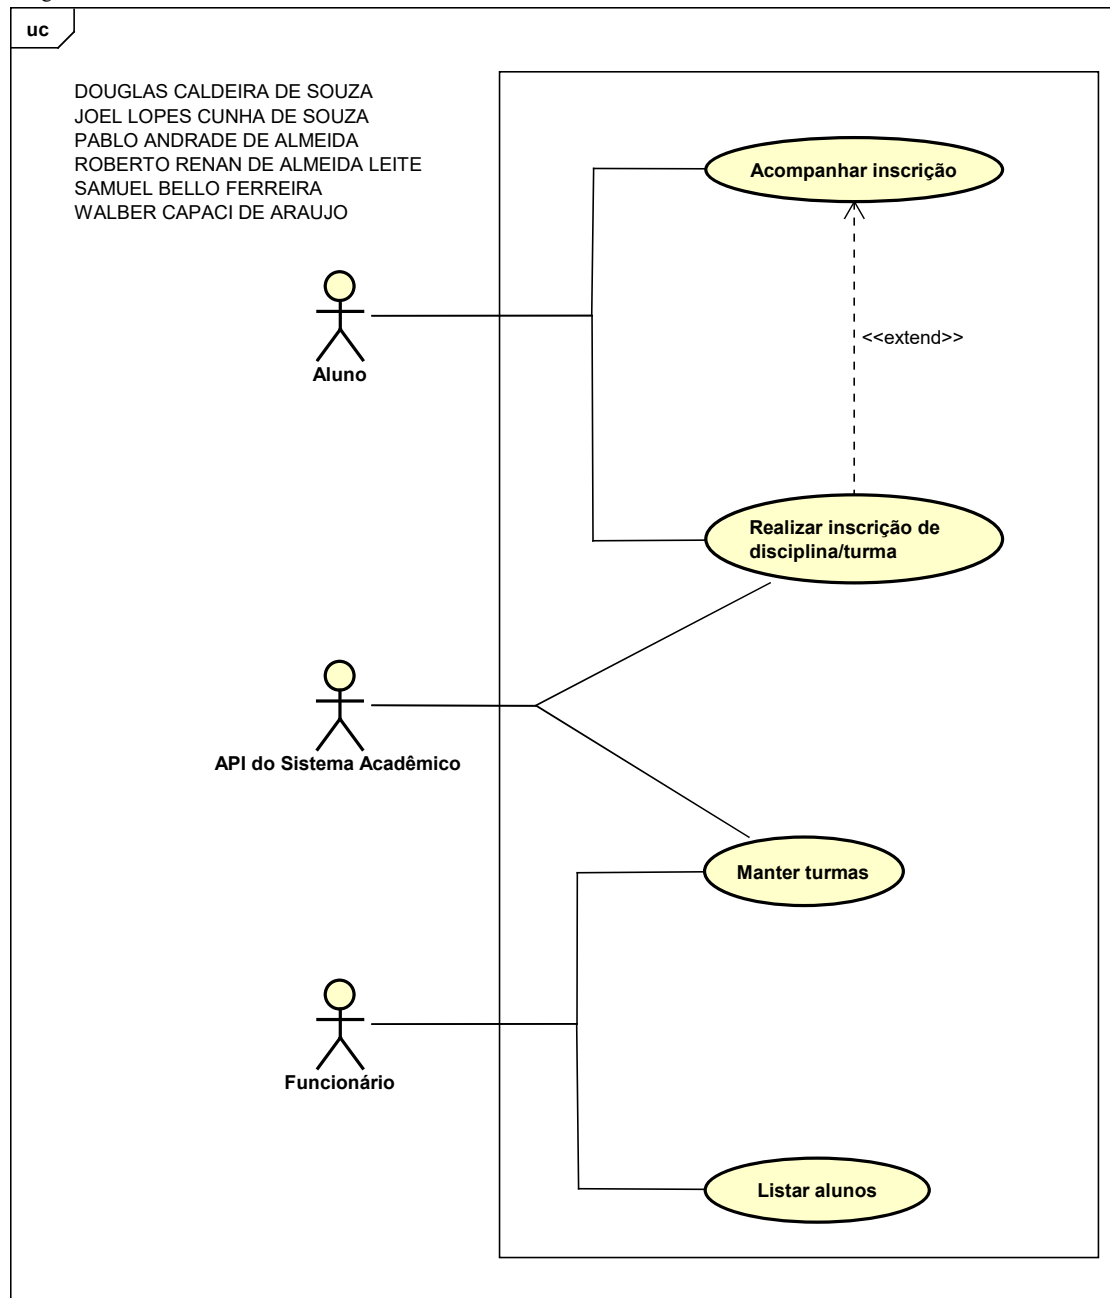 uc
DOUGLAS CALDEIRA DE SOUZA
JOEL LOPES CUNHA DE SOUZA
PABLO ANDRADE DE ALMEIDA
ROBERTO RENAN DE ALMEIDA LEITE
SAMUEL BELLO FERREIRA
WALBER CAPACI DE ARAUJO
Acompanhar inscrição
<<extend>>
Aluno
Realizar inscrição de
disciplina/turma
API do Sistema Acadêmico
Manter turmas
Funcionário
Listar alunos